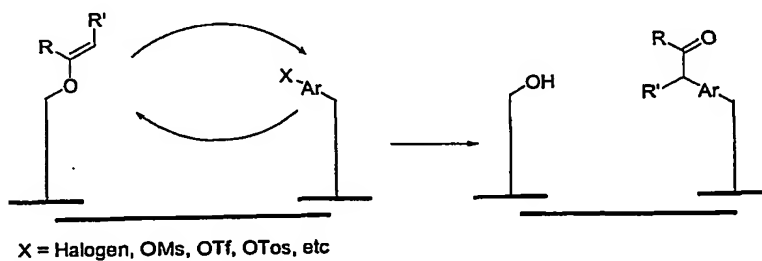 R'
R
O
X
Ar
OH
R
O
R'
Ar
X = Halogen, OMs, OTf, OTos, etc